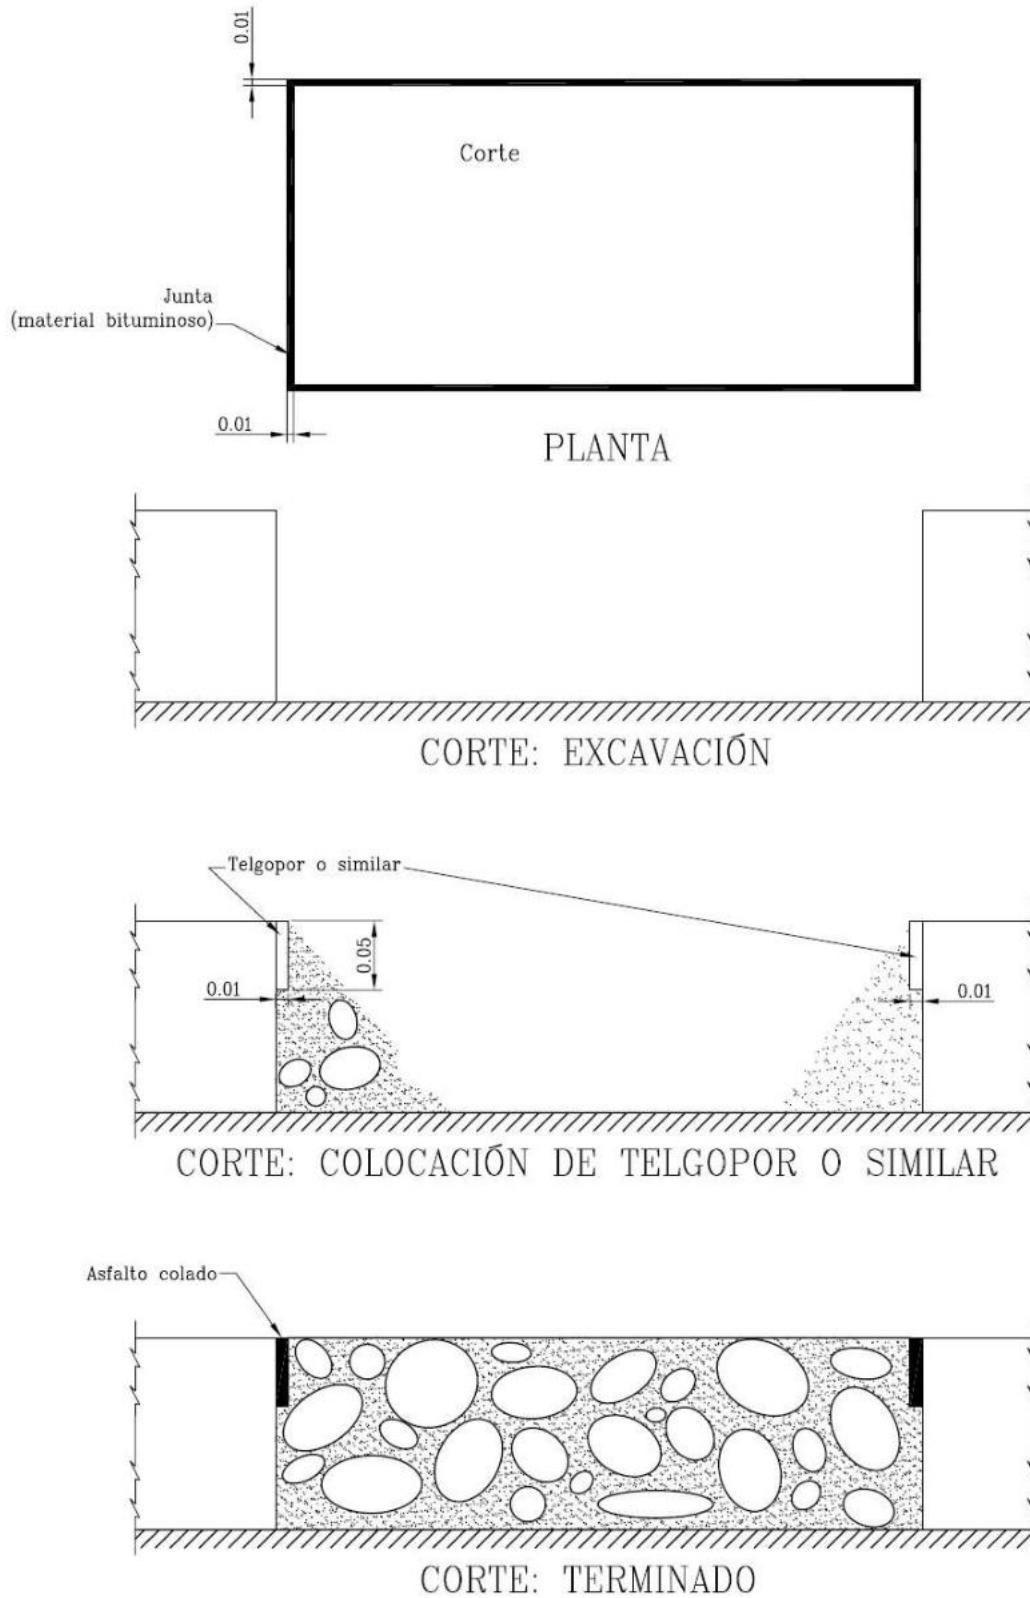 0.01
Corte
Junta
(material bituminoso)
0.01
PLANTA
CORTE: EXCAVACIÓN
Telgopor o similar
0.05
0.01
0.01
CORTE: COLOCACIÓN DE TELGOPOR O SIMILAR
Asfalto colado
CORTE: TERMINADO